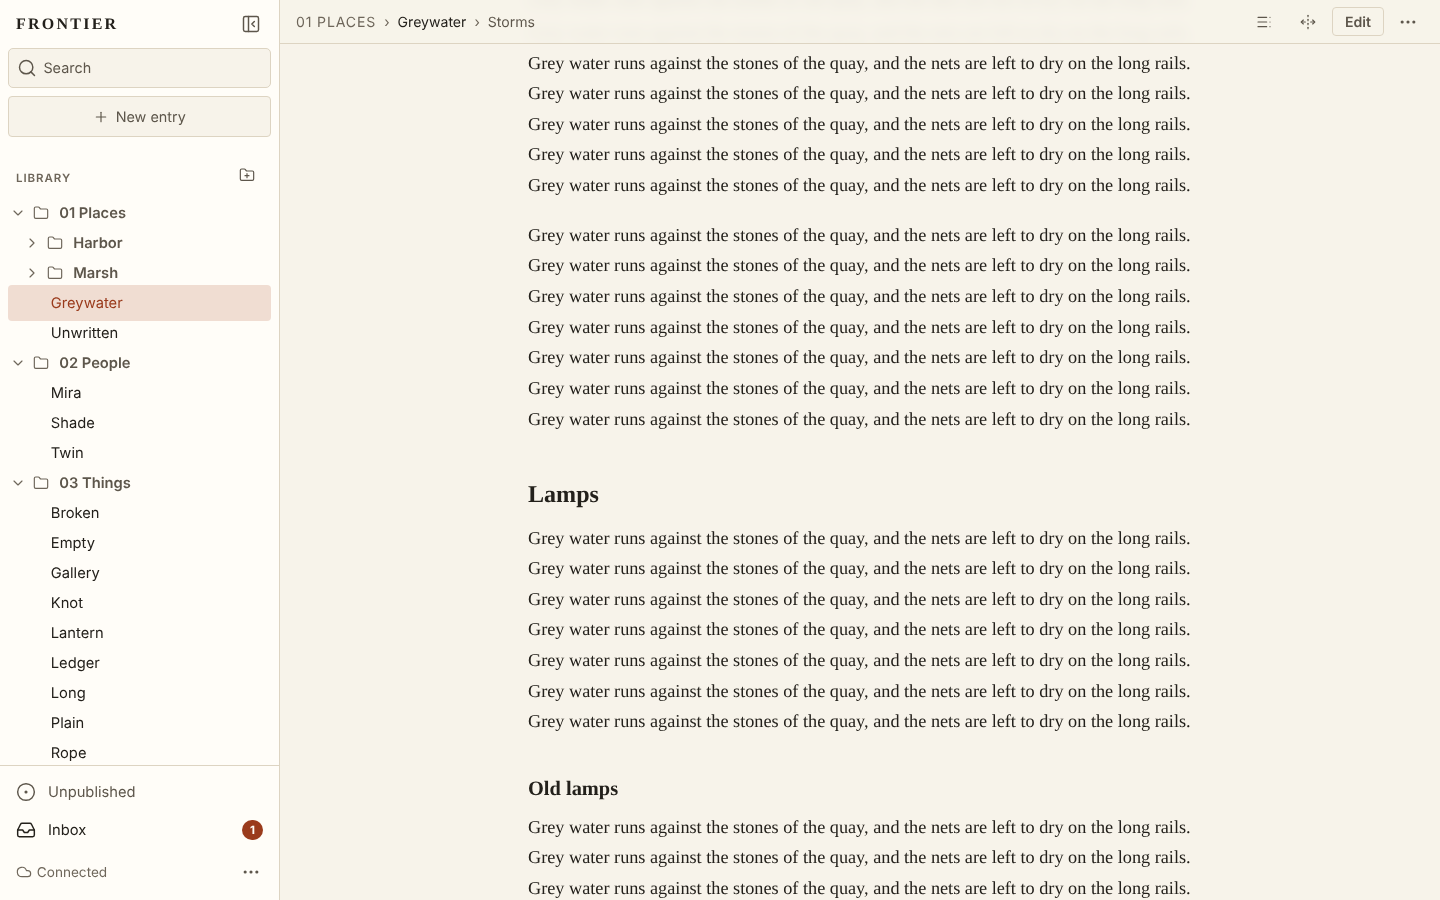 FRONTIER
Search
New entry
LIBRARY
01 Places
Harbor
Marsh
Greywater
Unwritten
02 People
Mira
Shade
Twin
03 Things
Broken
Empty
Gallery
Knot
Lantern
Ledger
Long
Plain
Rope
Unpublished
Inbox 1
Connected
01 PLACES › Greywater › Storms
Edit
Grey water runs against the stones of the quay, and the nets are left to dry on the long rails.
Grey water runs against the stones of the quay, and the nets are left to dry on the long rails.
Grey water runs against the stones of the quay, and the nets are left to dry on the long rails.
Grey water runs against the stones of the quay, and the nets are left to dry on the long rails.
Grey water runs against the stones of the quay, and the nets are left to dry on the long rails.
Grey water runs against the stones of the quay, and the nets are left to dry on the long rails.
Grey water runs against the stones of the quay, and the nets are left to dry on the long rails.
Grey water runs against the stones of the quay, and the nets are left to dry on the long rails.
Grey water runs against the stones of the quay, and the nets are left to dry on the long rails.
Grey water runs against the stones of the quay, and the nets are left to dry on the long rails.
Grey water runs against the stones of the quay, and the nets are left to dry on the long rails.
Grey water runs against the stones of the quay, and the nets are left to dry on the long rails.
Lamps
Grey water runs against the stones of the quay, and the nets are left to dry on the long rails.
Grey water runs against the stones of the quay, and the nets are left to dry on the long rails.
Grey water runs against the stones of the quay, and the nets are left to dry on the long rails.
Grey water runs against the stones of the quay, and the nets are left to dry on the long rails.
Grey water runs against the stones of the quay, and the nets are left to dry on the long rails.
Grey water runs against the stones of the quay, and the nets are left to dry on the long rails.
Grey water runs against the stones of the quay, and the nets are left to dry on the long rails.
Old lamps
Grey water runs against the stones of the quay, and the nets are left to dry on the long rails.
Grey water runs against the stones of the quay, and the nets are left to dry on the long rails.
Grey water runs against the stones of the quay, and the nets are left to dry on the long rails.